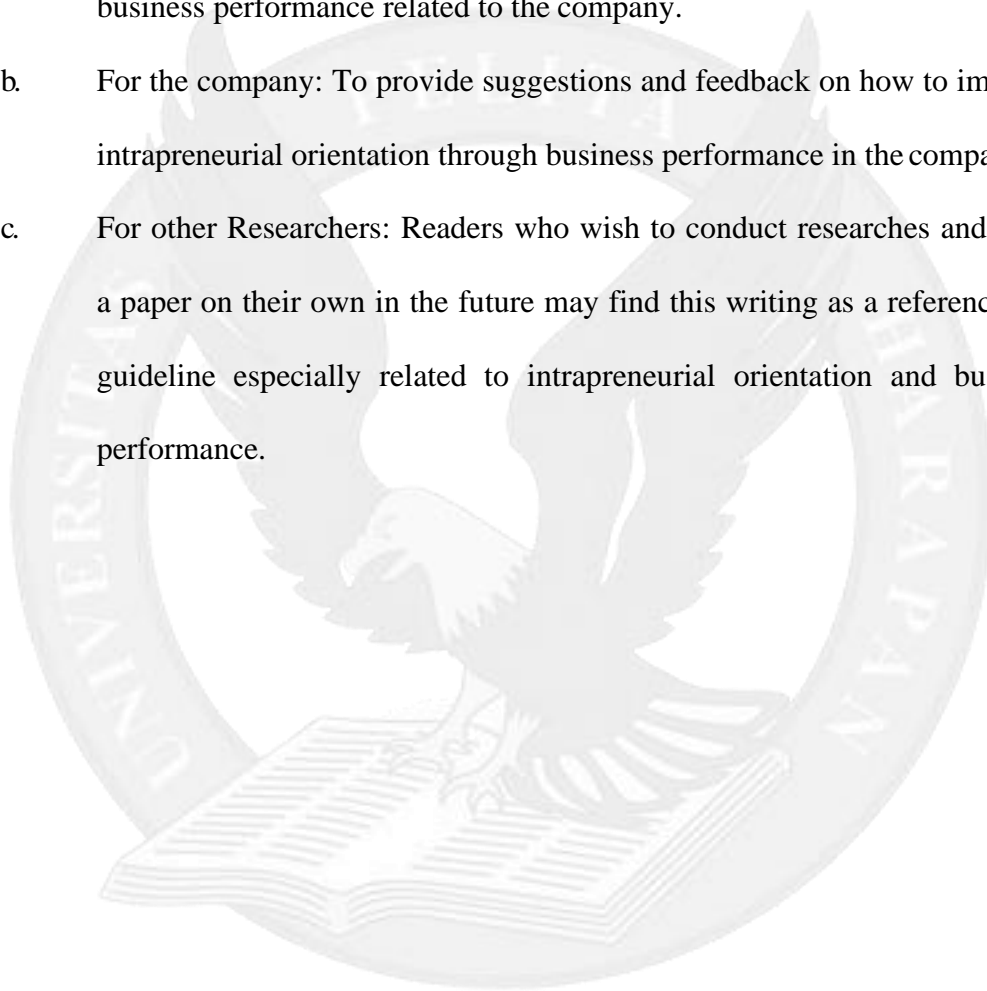 business performance related to the company.
b. For the company: To provide suggestions and feedback on how to im
intrapreneurial orientation through business performance in the compa
c. For other Researchers: Readers who wish to conduct researches and
a paper on their own in the future may find this writing as a referenc
guideline especially related to intrapreneurial orientation and bu
performance.
UNIVERSITAS PELITA HARAPAN